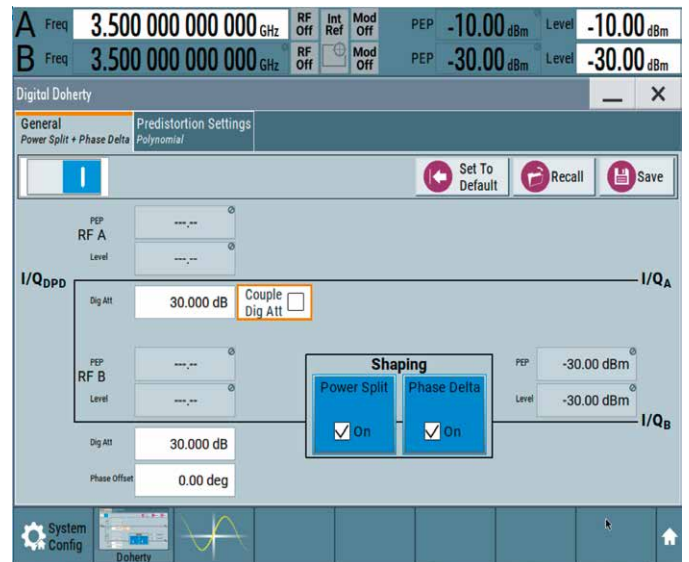 A Freq 3.500 000 000 000 GHz RF Off Int Ref Mod Off PEP -10.00 dBm Level -10.00 dBm
B Freq 3.500 000 000 000 GHz RF Off Mod Off PEP -30.00 dBm Level -30.00 dBm
Digital Doherty
General Predistortion Settings
Power Split + Phase Delta Polynomial
Set To Default Recall Save
PEP ---.--
RF A
Level ---.--
I/QDPD I/QA
Dig Att 30.000 dB Couple Dig Att
Shaping
PEP ---.-- Power Split Phase Delta PEP -30.00 dBm
RF B
Level ---.-- On On Level -30.00 dBm
I/QB
Dig Att 30.000 dB
Phase Offset 0.00 deg
System Config Doherty